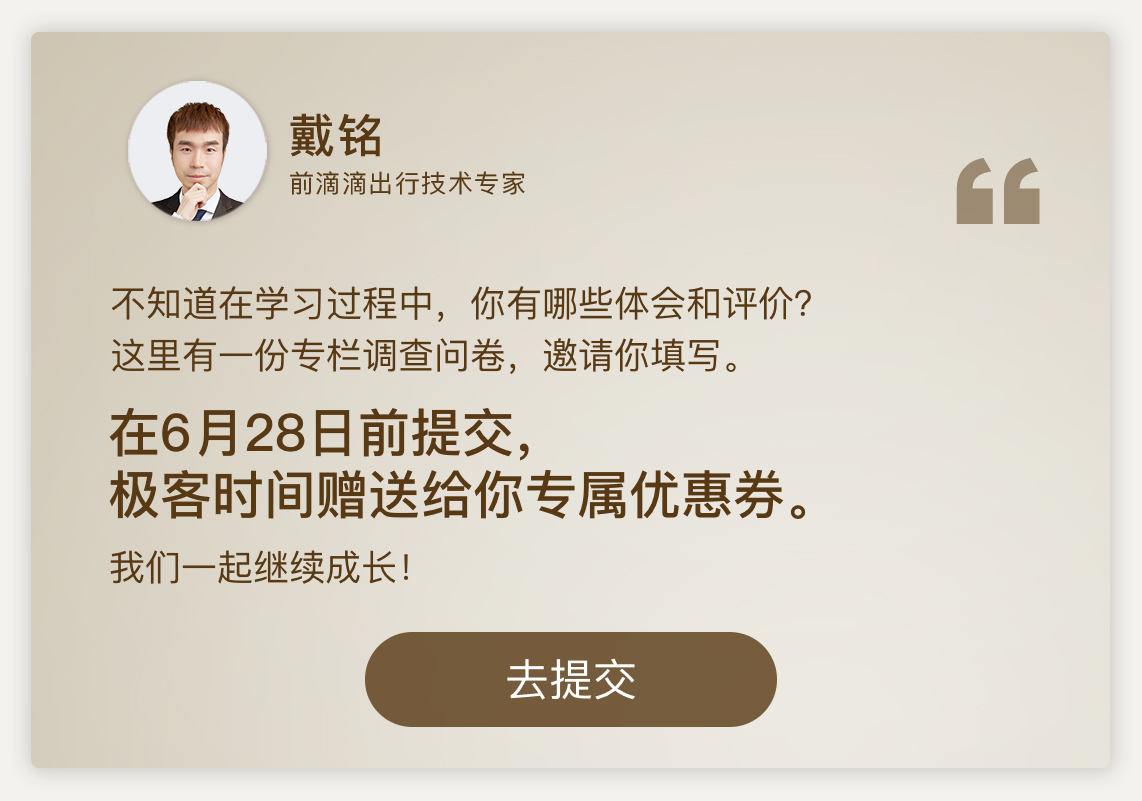 戴铭
前滴滴出行技术专家
不知道在学习过程中，你有哪些体会和评价？
这里有一份专栏调查问卷，邀请你填写。
在6月28日前提交，
极客时间赠送给你专属优惠券。
我们一起继续成长！
去提交